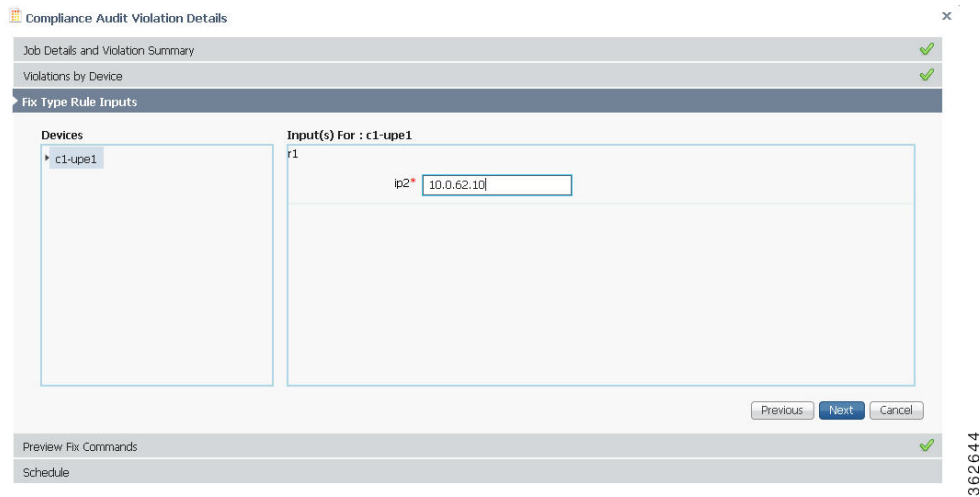 Compliance Audit Violation Details
Job Details and Violation Summary
Violations by Device
Fix Type Rule Inputs
Devices
c1-upe1
Input(s) For : c1-upe1
r1
ip2* 10.0.62.10
Previous Next Cancel
Preview Fix Commands
Schedule
362644